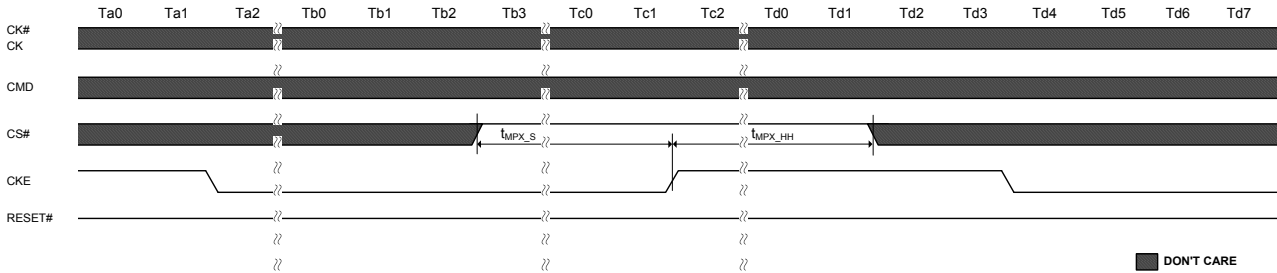 Ta0 Ta1 Ta2 Tb0 Tb1 Tb2 Tb3 Tc0 Tc1 Tc2 Td0 Td1 Td2 Td3 Td4 Td5 Td6 Td7
CK#
CK
CMD
CS#
tMPX_S tMPX_HH
CKE
RESET#
DON'T CARE